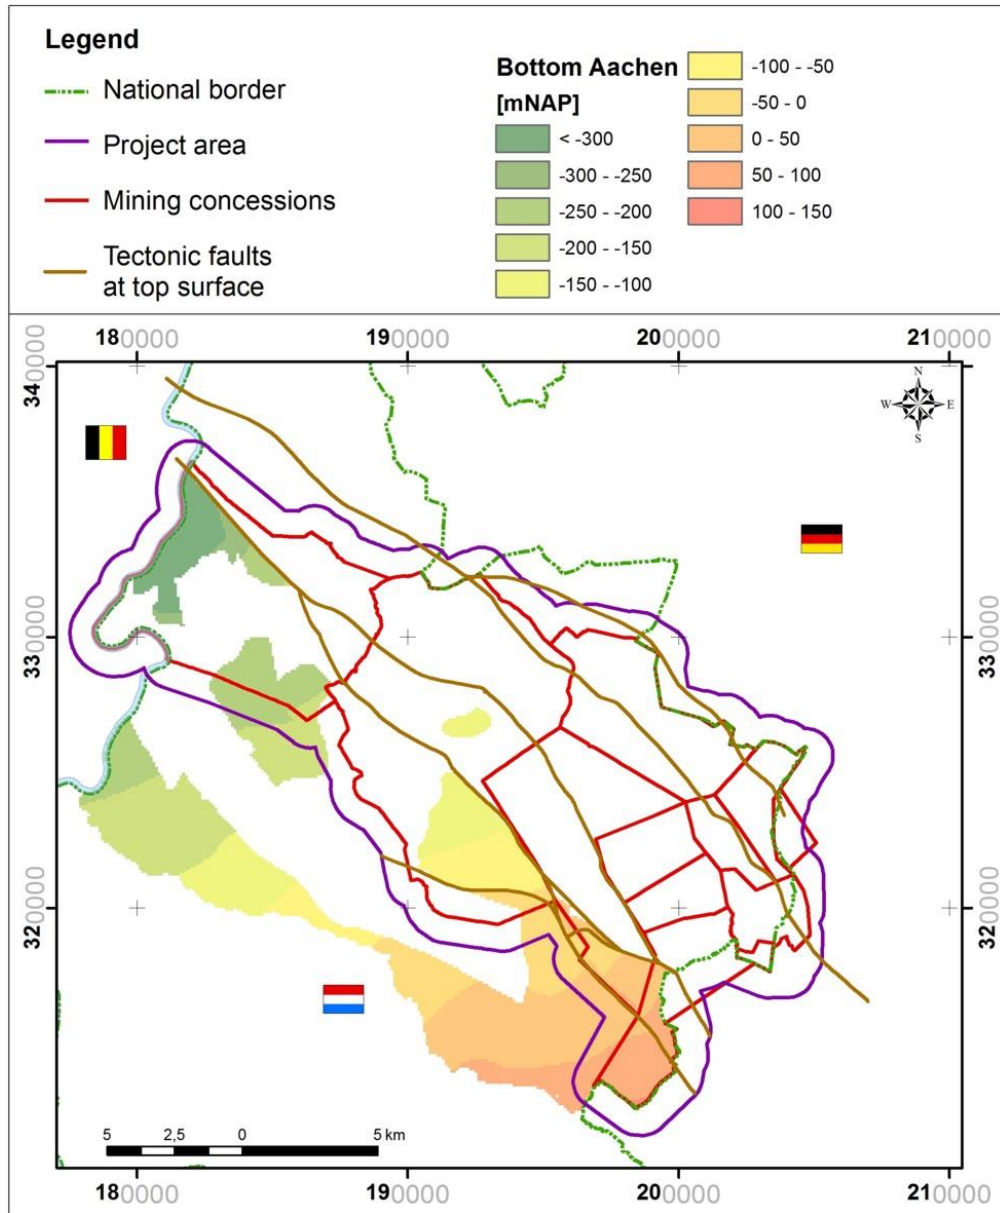 Legend
National border
Project area
Mining concessions
Tectonic faults
at top surface
Bottom Aachen
[mNAP]
< -300
-300 - -250
-250 - -200
-200 - -150
-150 - -100
-100 - -50
-50 - 0
0 - 50
50 - 100
100 - 150
180000
190000
200000
210000
340000
340000
330000
330000
320000
320000
N
W
E
S
5
2,5
0
5 km
180000
190000
200000
210000